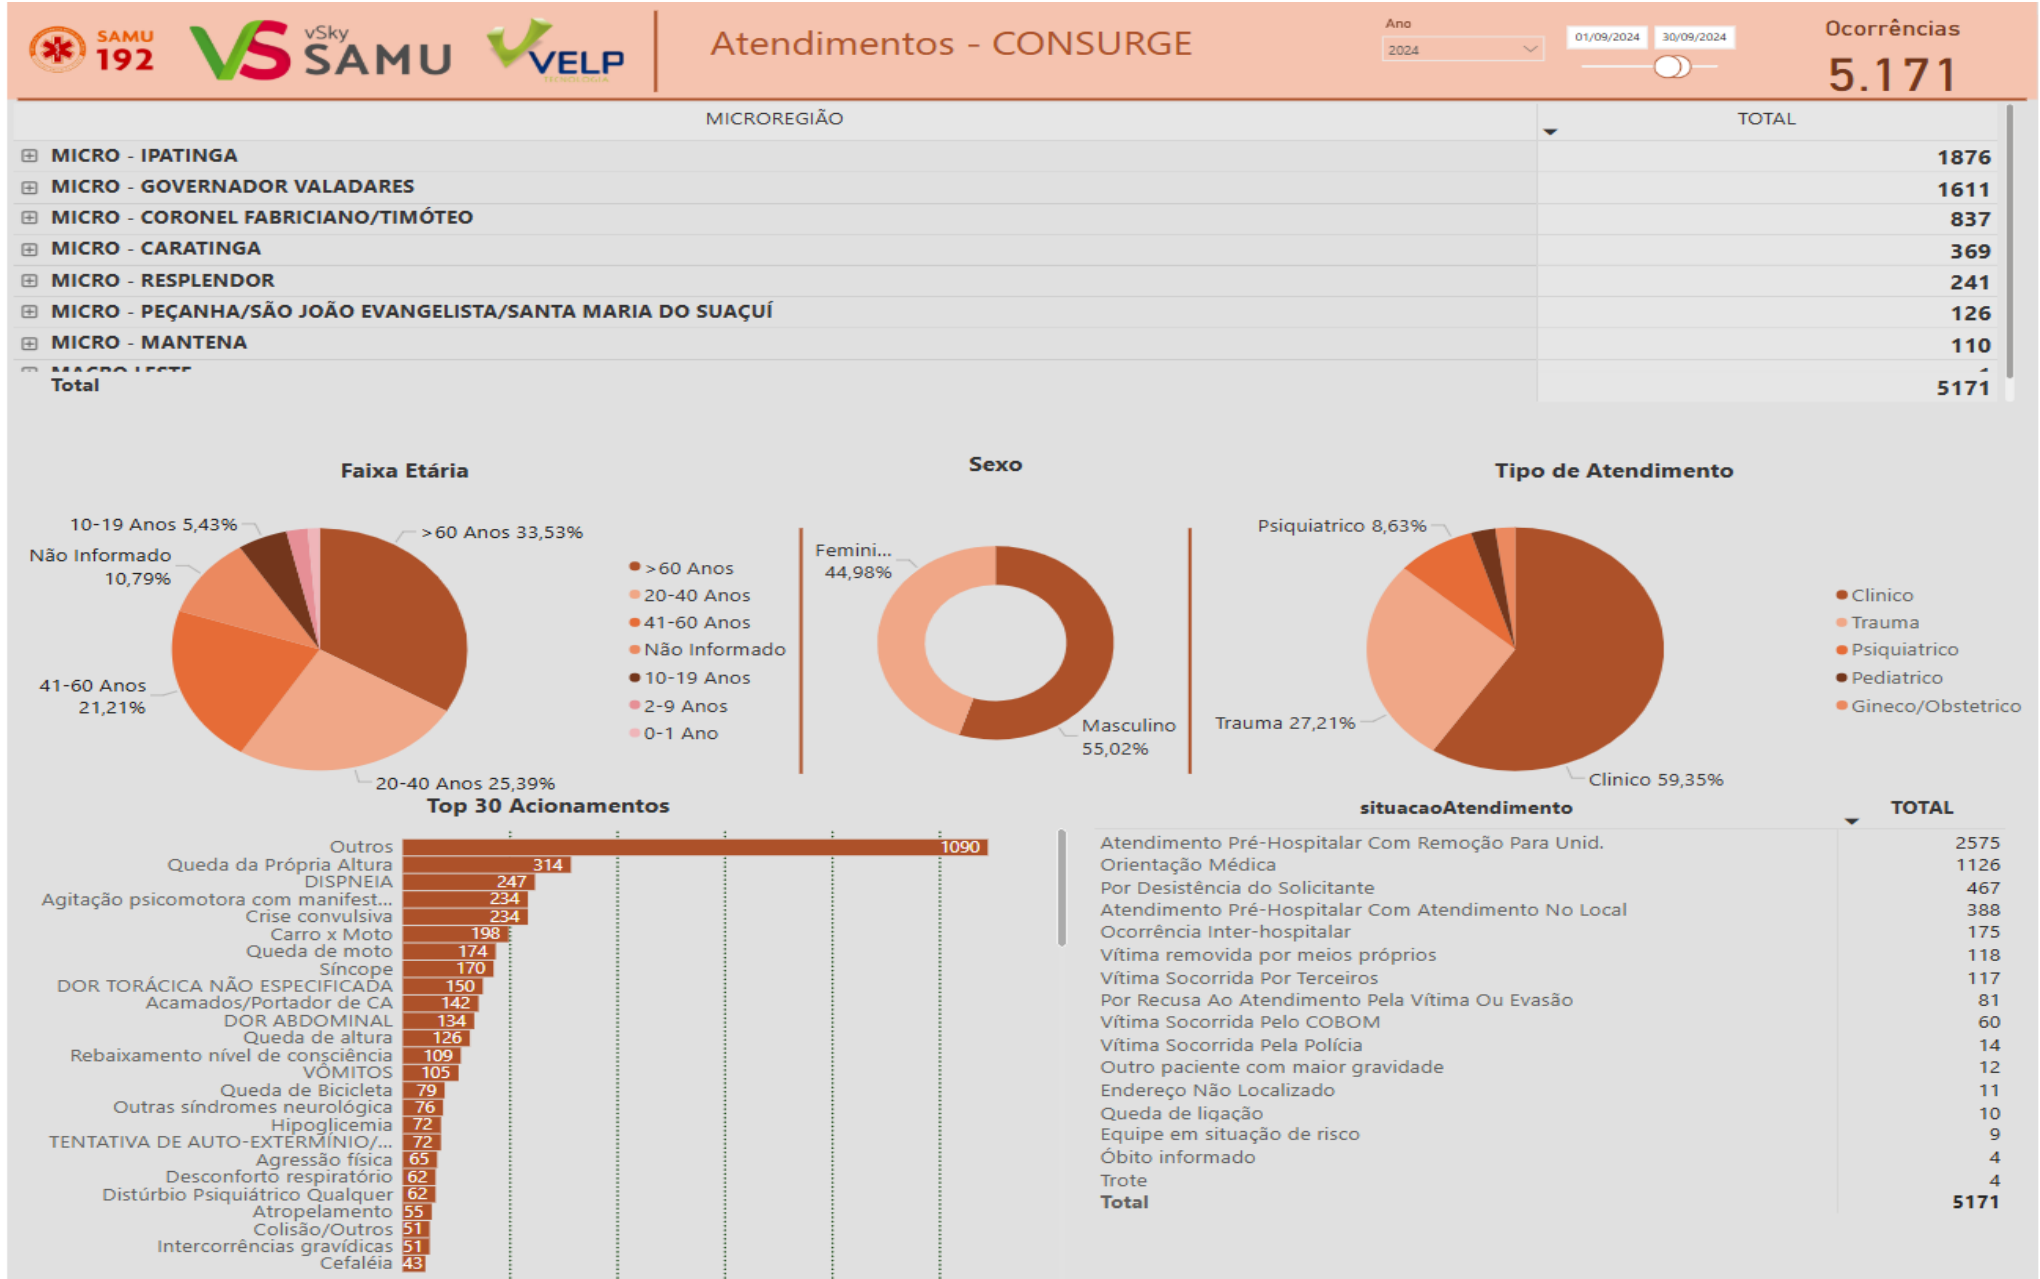 SAMU
192
vSky
SAMU
VELP
TECNOLOGIA
Atendimentos - CONSURGE
Ano
2024
01/09/2024 30/09/2024
Ocorrências
5.171
MICROREGIÃO TOTAL
MICRO - IPATINGA 1876
MICRO - GOVERNADOR VALADARES 1611
MICRO - CORONEL FABRICIANO/TIMÓTEO 837
MICRO - CARATINGA 369
MICRO - RESPLENDOR 241
MICRO - PEÇANHA/SÃO JOÃO EVANGELISTA/SANTA MARIA DO SUAÇUÍ 126
MICRO - MANTENA 110
MACRO LESTE 1
Total 5171
Faixa Etária
10-19 Anos 5,43%
>60 Anos 33,53%
Não Informado
10,79%
41-60 Anos
21,21%
20-40 Anos 25,39%
>60 Anos
20-40 Anos
41-60 Anos
Não Informado
10-19 Anos
2-9 Anos
0-1 Ano
Sexo
Femini...
44,98%
Masculino
55,02%
Tipo de Atendimento
Psiquiatrico 8,63%
Trauma 27,21%
Clinico 59,35%
Clinico
Trauma
Psiquiatrico
Pediatrico
Gineco/Obstetrico
Top 30 Acionamentos
Outros 1090
Queda da Própria Altura 314
DISPNEIA 247
Agitação psicomotora com manifest... 234
Crise convulsiva 234
Carro x Moto 198
Queda de moto 174
Síncope 170
DOR TORÁCICA NÃO ESPECIFICADA 150
Acamados/Portador de CA 142
DOR ABDOMINAL 134
Queda de altura 126
Rebaixamento nível de consciência 109
VÔMITOS 105
Queda de Bicicleta 79
Outras síndromes neurológica 76
Hipoglicemia 72
TENTATIVA DE AUTO-EXTERMÍNIO/... 72
Agressão física 65
Desconforto respiratório 62
Distúrbio Psiquiátrico Qualquer 62
Atropelamento 55
Colisão/Outros 51
Intercorrências gravídicas 51
Cefaléia 43
situacaoAtendimento TOTAL
Atendimento Pré-Hospitalar Com Remoção Para Unid. 2575
Orientação Médica 1126
Por Desistência do Solicitante 467
Atendimento Pré-Hospitalar Com Atendimento No Local 388
Ocorrência Inter-hospitalar 175
Vítima removida por meios próprios 118
Vítima Socorrida Por Terceiros 117
Por Recusa Ao Atendimento Pela Vítima Ou Evasão 81
Vítima Socorrida Pelo COBOM 60
Vítima Socorrida Pela Polícia 14
Outro paciente com maior gravidade 12
Endereço Não Localizado 11
Queda de ligação 10
Equipe em situação de risco 9
Óbito informado 4
Trote 4
Total 5171